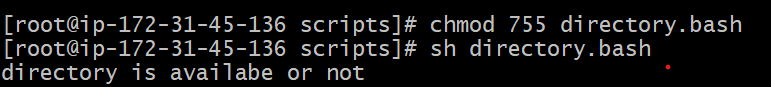 [root@ip-172-31-45-136 scripts]# chmod 755 directory.bash
[root@ip-172-31-45-136 scripts]# sh directory.bash
directory is availabe or not